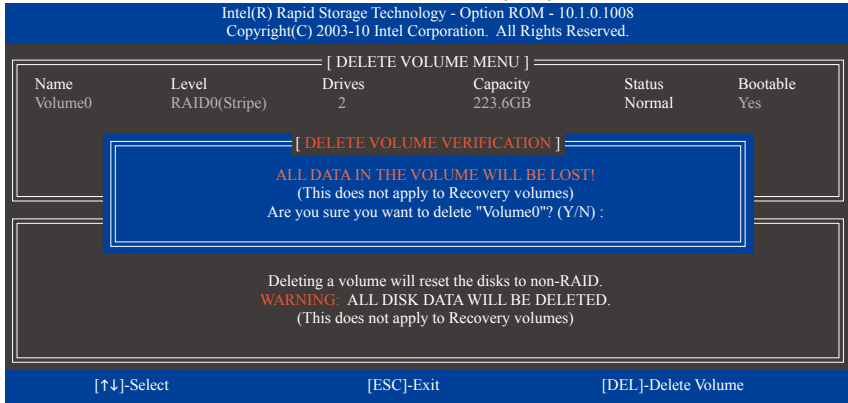 Intel(R) Rapid Storage Technology - Option ROM - 10.1.0.1008
Copyright(C) 2003-10 Intel Corporation.  All Rights Reserved.
[ DELETE VOLUME MENU ]
Name Level Drives Capacity Status Bootable
Volume0 RAID0(Stripe) 2 223.6GB Normal Yes
[ DELETE VOLUME VERIFICATION ]
ALL DATA IN THE VOLUME WILL BE LOST!
(This does not apply to Recovery volumes)
Are you sure you want to delete "Volume0"? (Y/N) :
Deleting a volume will reset the disks to non-RAID.
WARNING:  ALL DISK DATA WILL BE DELETED.
(This does not apply to Recovery volumes)
[↑↓]-Select [ESC]-Exit [DEL]-Delete Volume